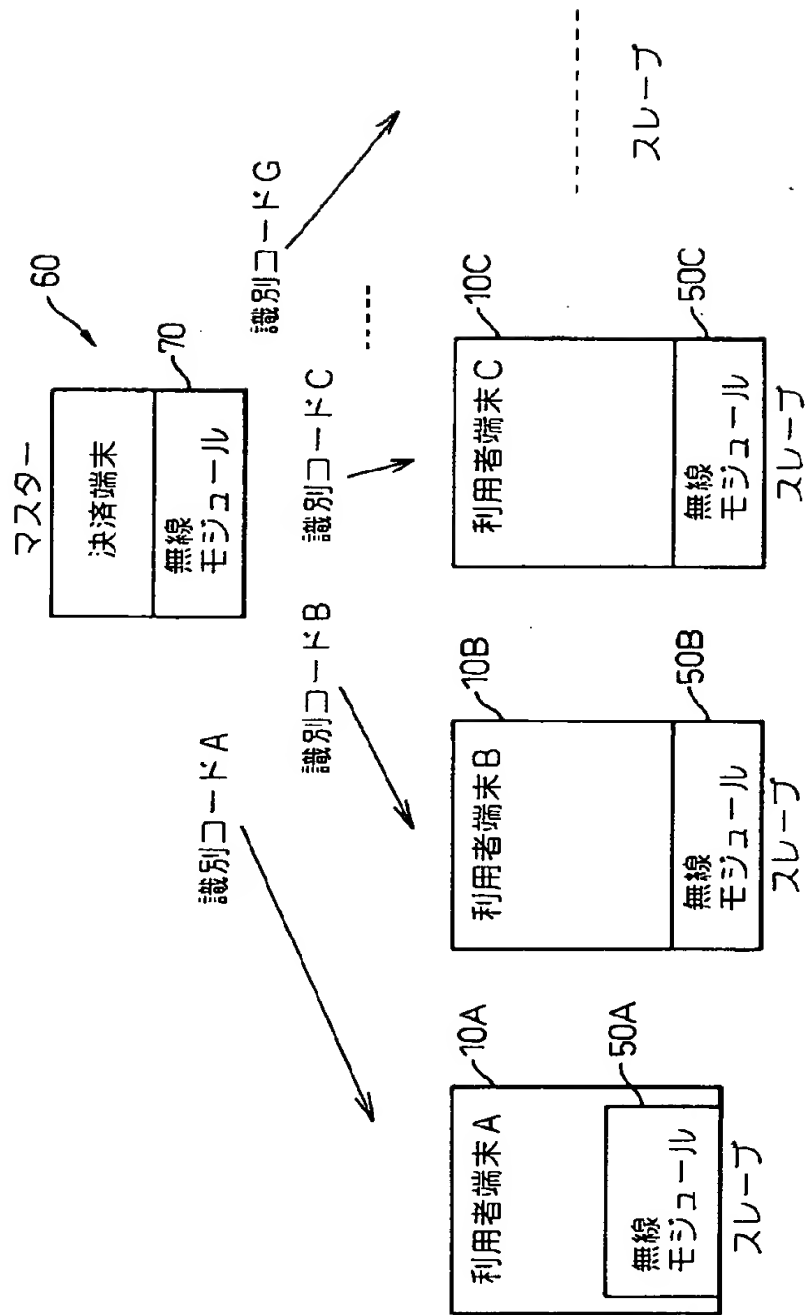 マスター
60
決済端末
70
無線
モジュール
識別コードA
識別コードB
識別コードC
識別コードG
10A
利用者端末A
50A
無線
モジュール
スレーブ
10B
利用者端末B
50B
無線
モジュール
スレーブ
10C
利用者端末C
50C
無線
モジュール
スレーブ
スレーブ